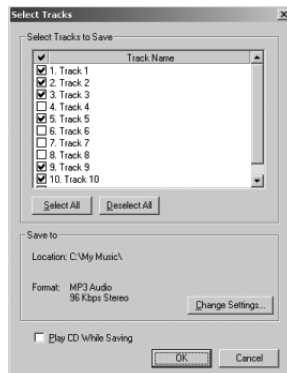 Select Tracks
Select Tracks to Save
Track Name
1. Track 1
2. Track 2
3. Track 3
4. Track 4
5. Track 5
6. Track 6
7. Track 7
8. Track 8
9. Track 9
10. Track 10
Select All Deselect All
Save to
Location: C:\My Music\
Format: MP3 Audio
96 Kbps Stereo
Change Settings...
Play CD While Saving
OK Cancel